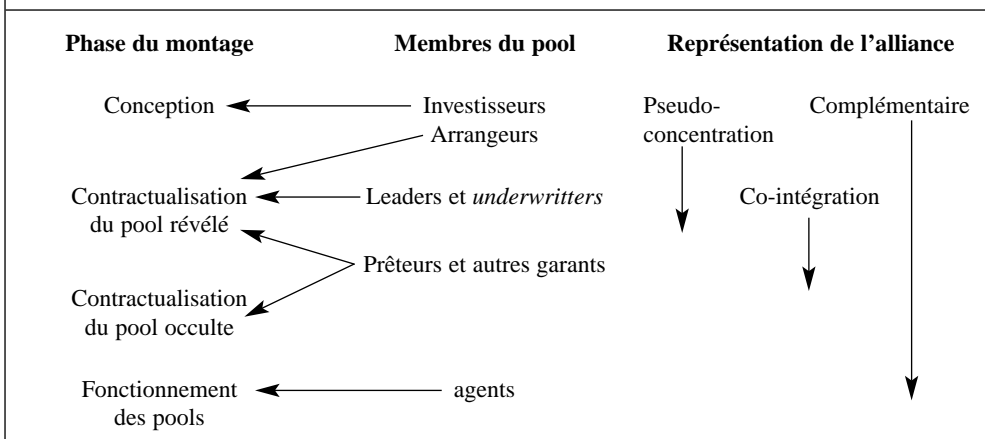 Phase du montage
Membres du pool
Représentation de l'alliance
Conception
Investisseurs
Arrangeurs
Pseudo-
concentration
Complémentaire
Contractualisation
du pool révélé
Leaders et underwritters
Co-intégration
Prêteurs et autres garants
Contractualisation
du pool occulte
Fonctionnement
des pools
agents